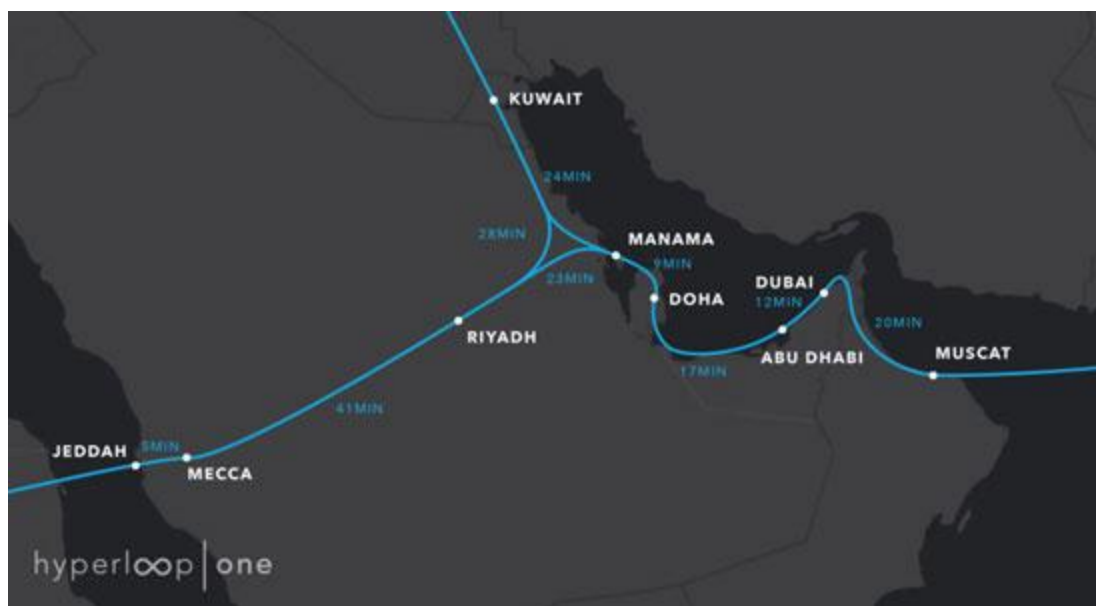 KUWAIT
24MIN
28MIN
MANAMA
23MIN
9MIN
DUBAI
12MIN
DOHA
20MIN
RIYADH
ABU DHABI
MUSCAT
17MIN
41MIN
JEDDAH
5MIN
MECCA
hyperloop | one